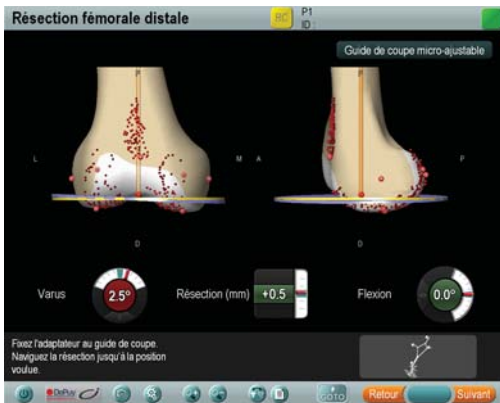 Résection fémorale distale
RC
P1
ID :
Guide de coupe micro-ajustable
P
P
L
M
A
P
D
D
Varus
2.5°
Résection (mm)
+0.5
Flexion
0.0°
Fixez l'adaptateur au guide de coupe.
Naviguez la résection jusqu'à la position
voulue.
DePuy
GOTO
Retour
Suivant